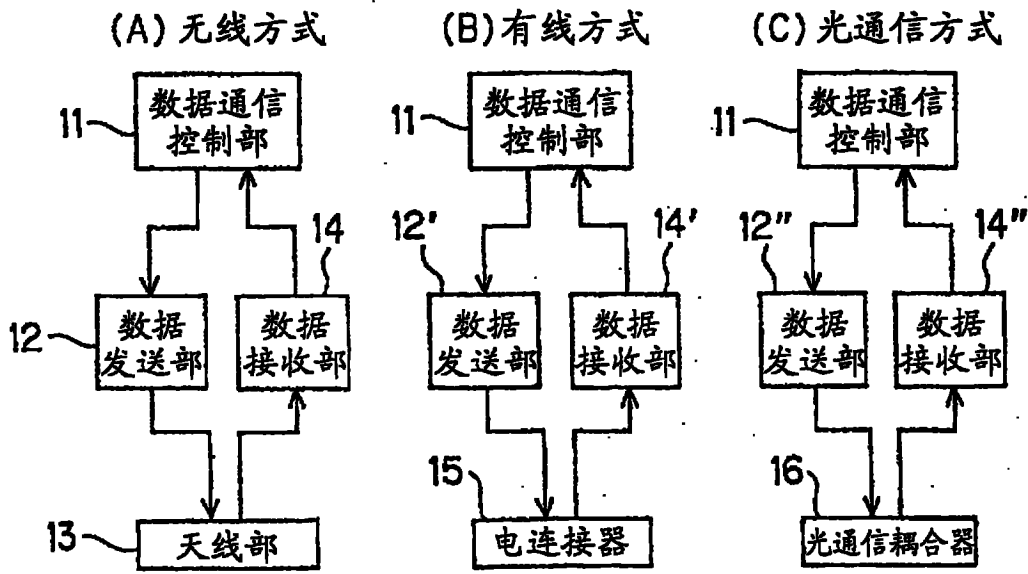 (A)无线方式
11
数据通信
控制部
12
数据
发送部
14
数据
接收部
13
天线部
(B)有线方式
11
数据通信
控制部
12'
数据
发送部
14'
数据
接收部
15
电连接器
(C)光通信方式
11
数据通信
控制部
12"
数据
发送部
14"
数据
接收部
16
光通信耦合器